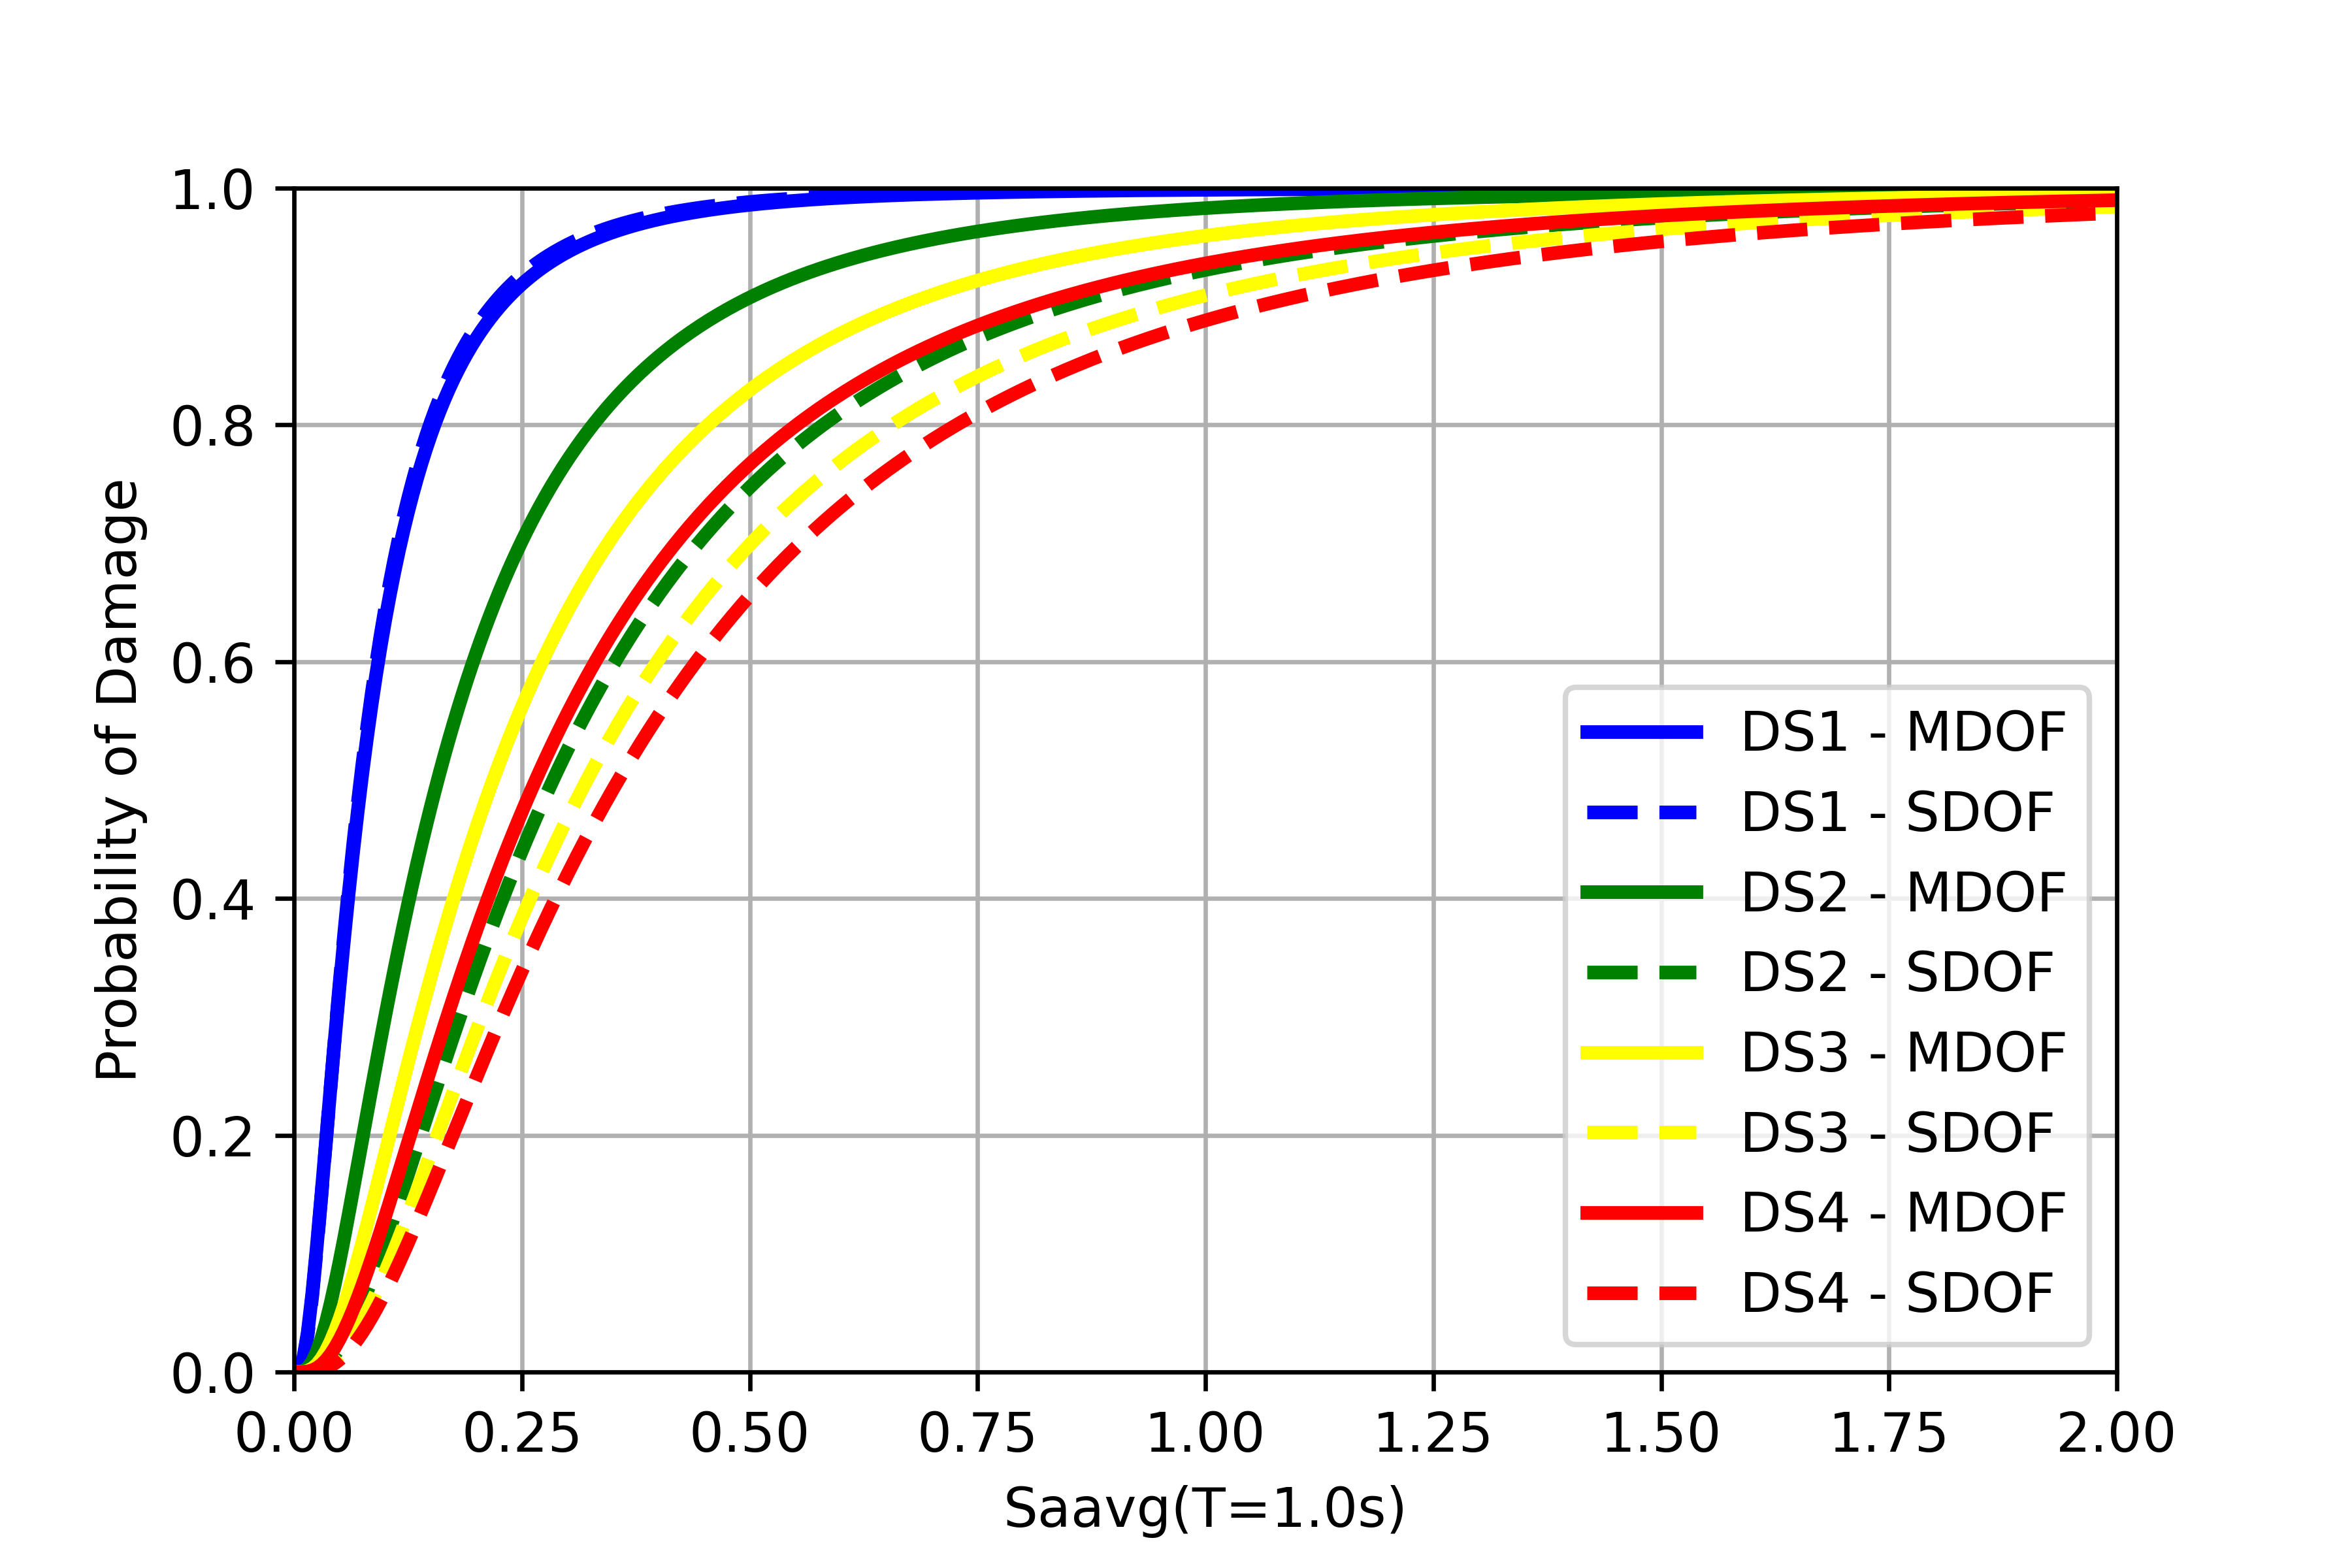 1.0
0.8
0.6
0.4
0.2
0.0
Probability of Damage
DS1 - MDOF
DS1 - SDOF
DS2 - MDOF
DS2 - SDOF
DS3 - MDOF
DS3 - SDOF
DS4 - MDOF
DS4 - SDOF
0.00 0.25 0.50 0.75 1.00 1.25 1.50 1.75 2.00
Saavg(T=1.0s)